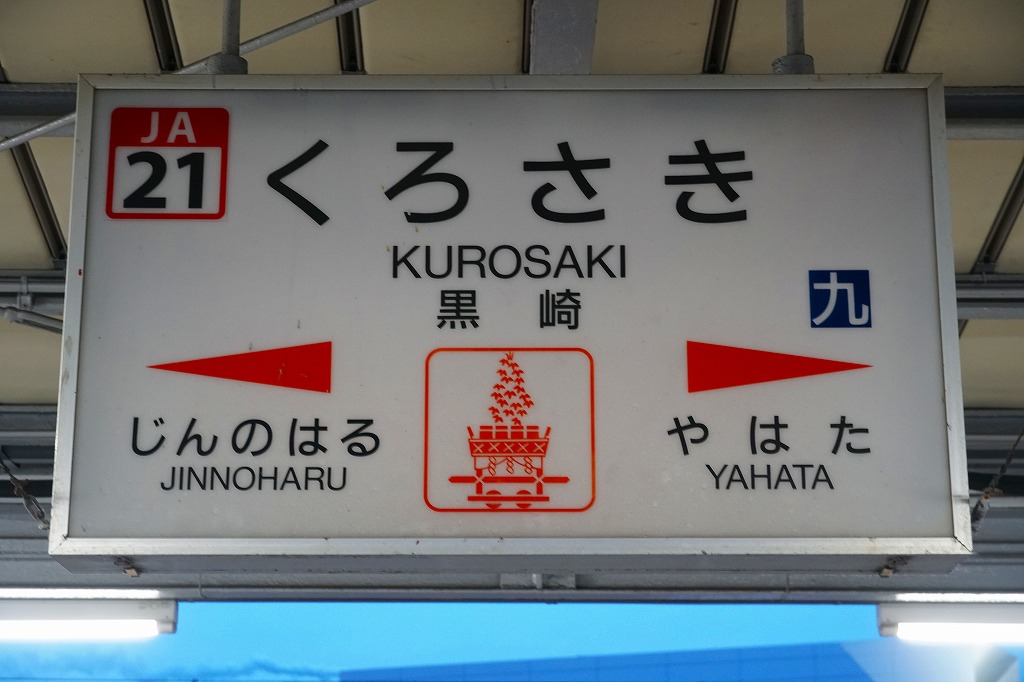 JA
21
くろさき
KUROSAKI
黒崎
九
じんのはる
JINNOHARU
やはた
YAHATA